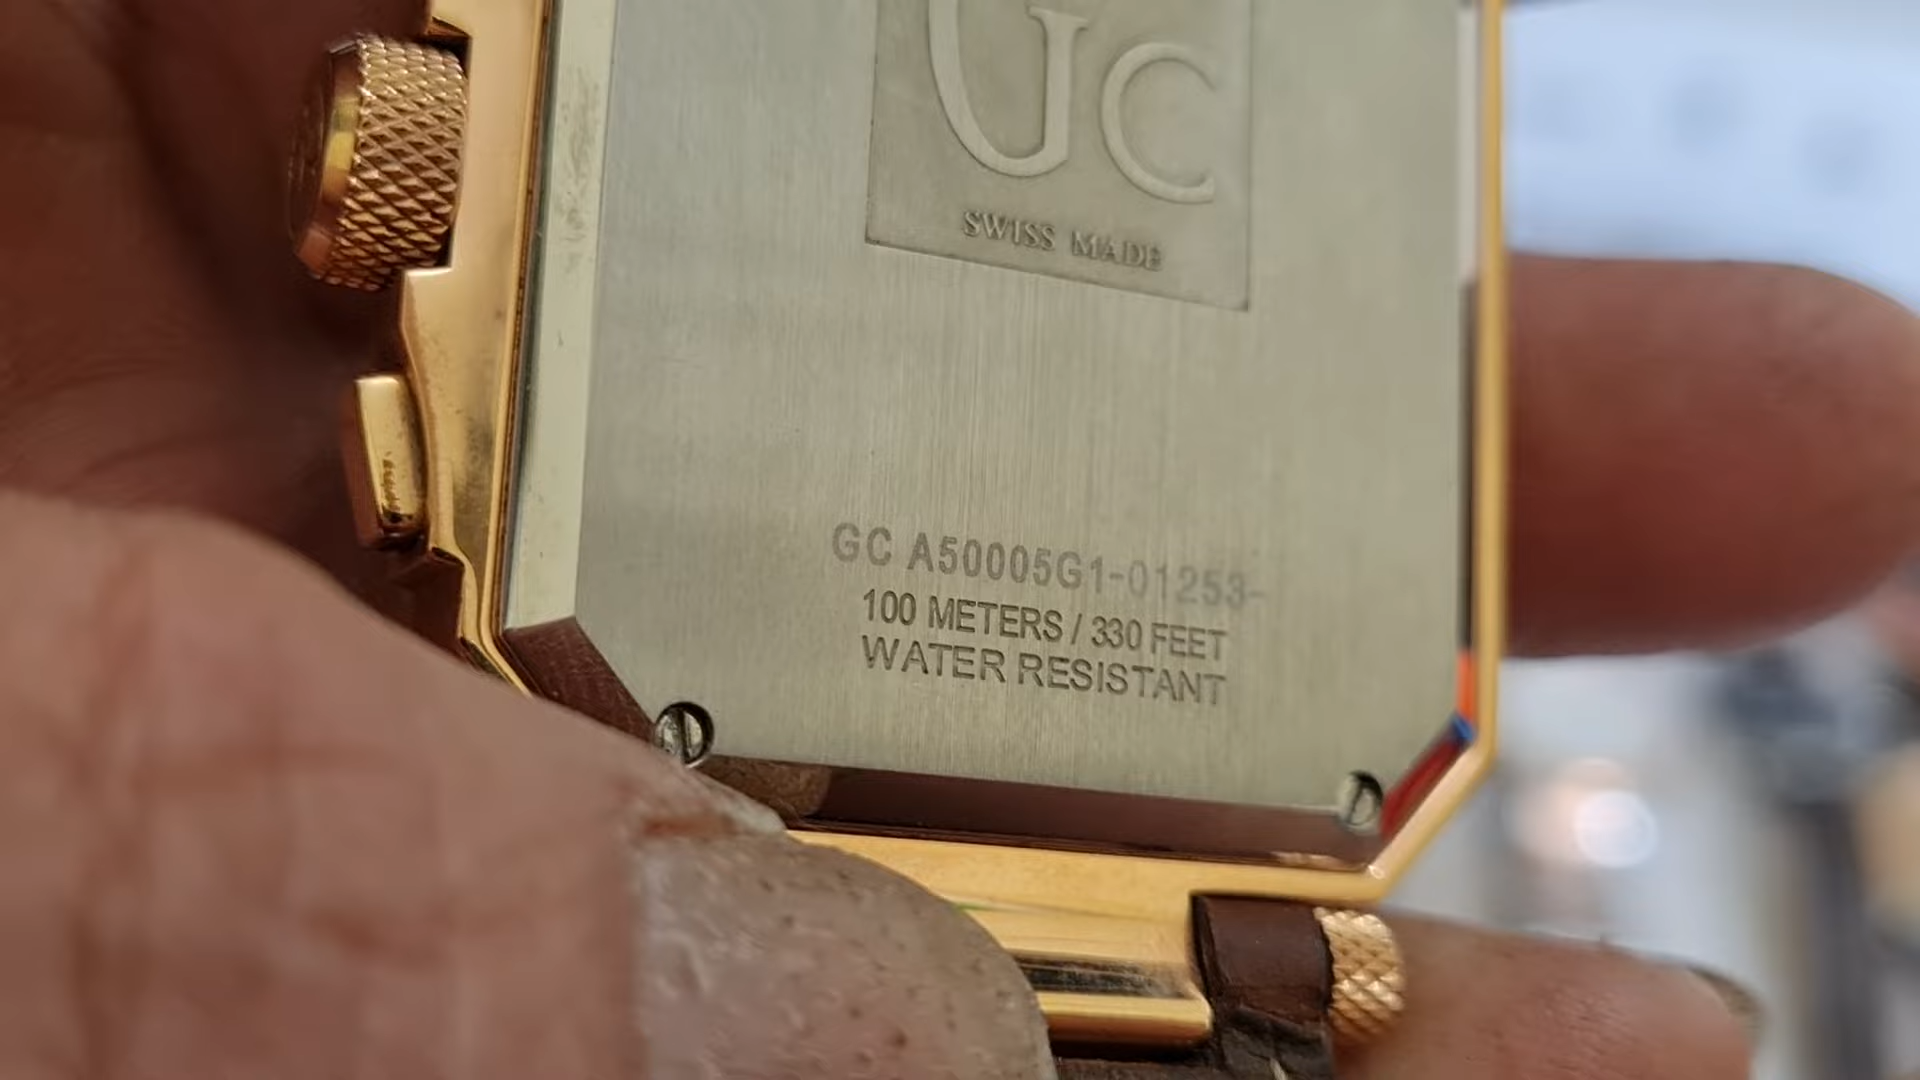 Gc
SWISS MADE
GC A50005G1-01253-
100 METERS / 330 FEET
WATER RESISTANT